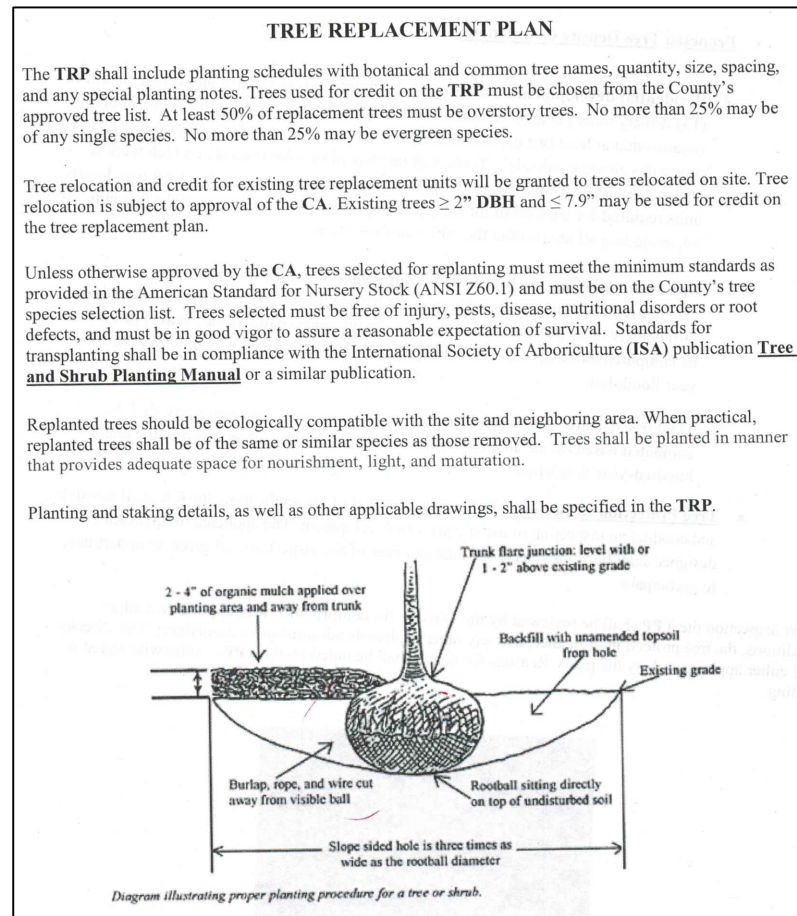 TREE REPLACEMENT PLAN
The TRP shall include planting schedules with botanical and common tree names, quantity, size, spacing,
and any special planting notes. Trees used for credit on the TRP must be chosen from the County's
approved tree list. At least 50% of replacement trees must be overstory trees. No more than 25% may be
of any single species. No more than 25% may be evergreen species.
Tree relocation and credit for existing tree replacement units will be granted to trees relocated on site. Tree
relocation is subject to approval of the CA. Existing trees ≥ 2" DBH and ≤ 7.9" may be used for credit on
the tree replacement plan.
Unless otherwise approved by the CA, trees selected for replanting must meet the minimum standards as
provided in the American Standard for Nursery Stock (ANSI Z60.1) and must be on the County's tree
species selection list. Trees selected must be free of injury, pests, disease, nutritional disorders or root
defects, and must be in good vigor to assure a reasonable expectation of survival. Standards for
transplanting shall be in compliance with the International Society of Arboriculture (ISA) publication Tree
and Shrub Planting Manual or a similar publication.
Replanted trees should be ecologically compatible with the site and neighboring area. When practical,
replanted trees shall be of the same or similar species as those removed. Trees shall be planted in manner
that provides adequate space for nourishment, light, and maturation.
Planting and staking details, as well as other applicable drawings, shall be specified in the TRP.
Trunk flare junction: level with or
1 - 2" above existing grade
2 - 4" of organic mulch applied over
planting area and away from trunk
Backfill with unamended topsoil
from hole
Existing grade
Burlap, rope, and wire cut
away from visible ball
Rootball sitting directly
on top of undisturbed soil
Slope sided hole is three times as
wide as the rootball diameter
Diagram illustrating proper planting procedure for a tree or shrub.